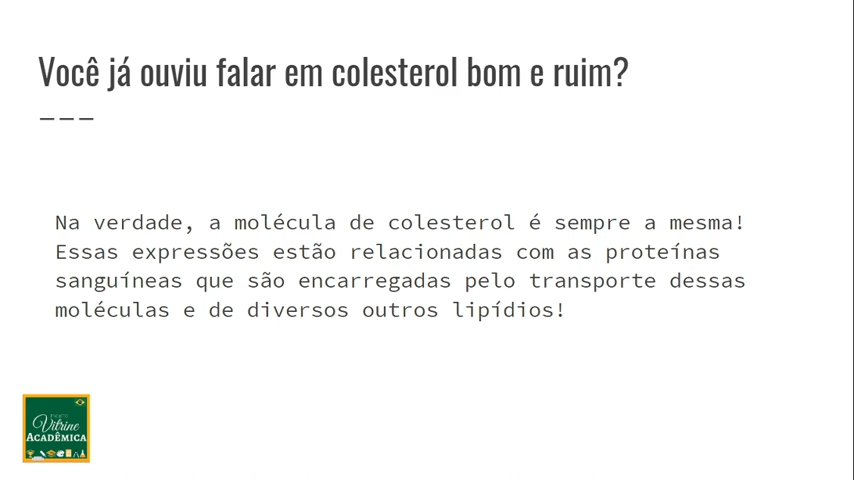 Você já ouviu falar em colesterol bom e ruim?
Na verdade, a molécula de colesterol é sempre a mesma!
Essas expressões estão relacionadas com as proteínas
sanguíneas que são encarregadas pelo transporte dessas
moléculas e de diversos outros lipídios!
Vitrine
ACADÊMICA